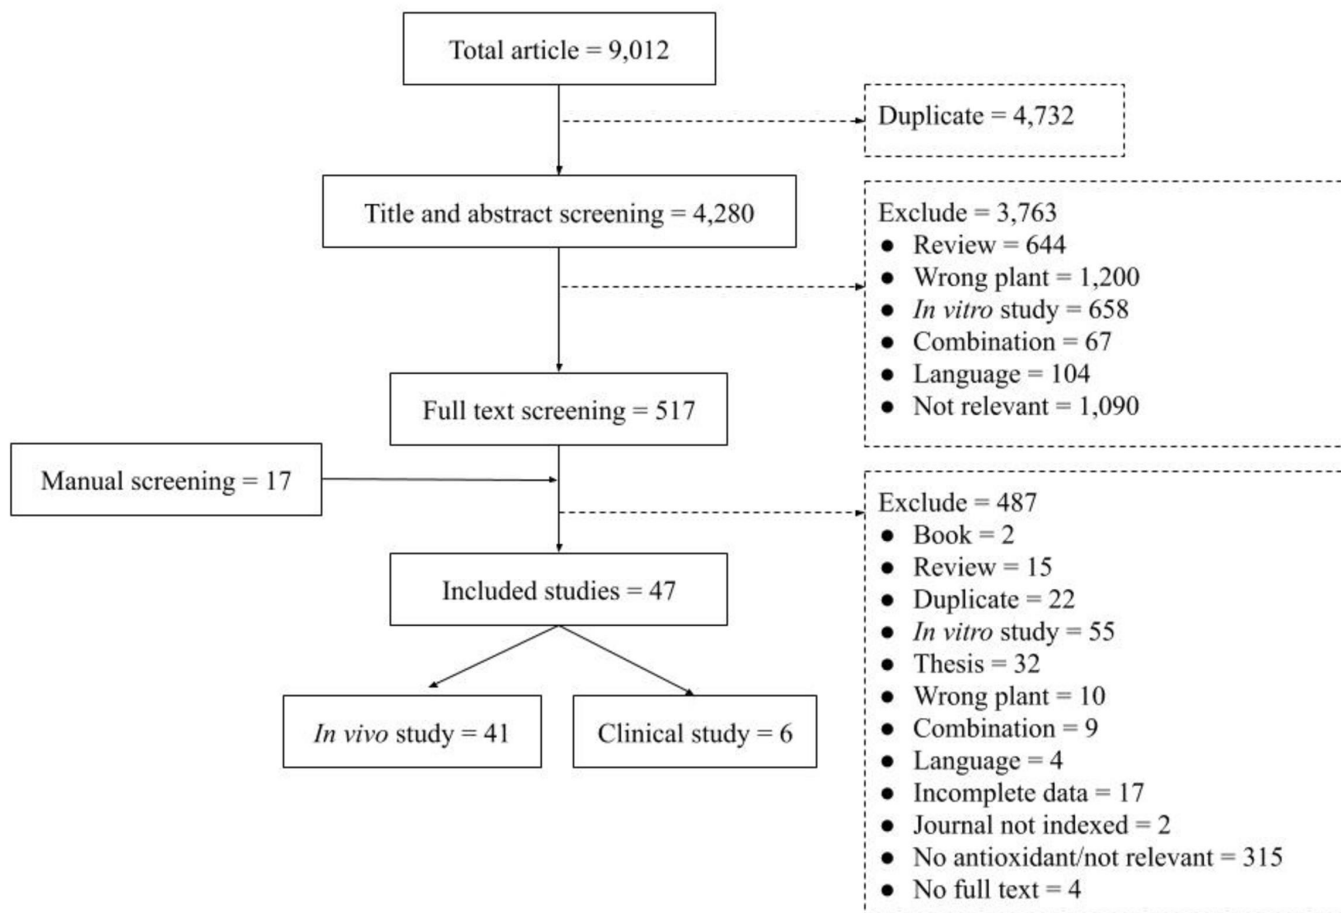 Total article = 9,012
Duplicate = 4,732
Title and abstract screening = 4,280
Exclude = 3,763
● Review = 644
● Wrong plant = 1,200
● In vitro study = 658
● Combination = 67
● Language = 104
● Not relevant = 1,090
Full text screening = 517
Manual screening = 17
Exclude = 487
● Book = 2
● Review = 15
● Duplicate = 22
● In vitro study = 55
● Thesis = 32
● Wrong plant = 10
● Combination = 9
● Language = 4
● Incomplete data = 17
● Journal not indexed = 2
● No antioxidant/not relevant = 315
● No full text = 4
Included studies = 47
In vivo study = 41
Clinical study = 6